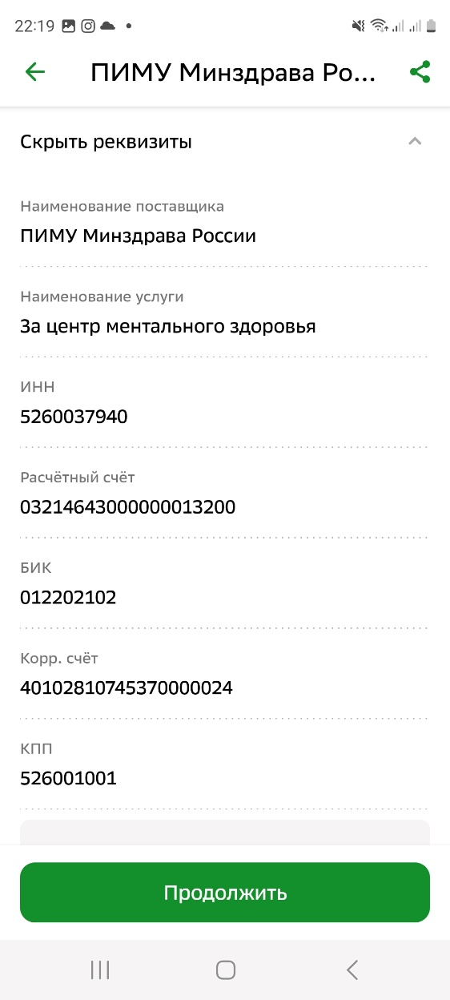 22:19
ПИМУ Минздрава Ро...
Скрыть реквизиты
Наименование поставщика
ПИМУ Минздрава России
Наименование услуги
За центр ментального здоровья
ИНН
5260037940
Расчётный счёт
03214643000000013200
БИК
012202102
Корр. счёт
40102810745370000024
КПП
526001001
Продолжить